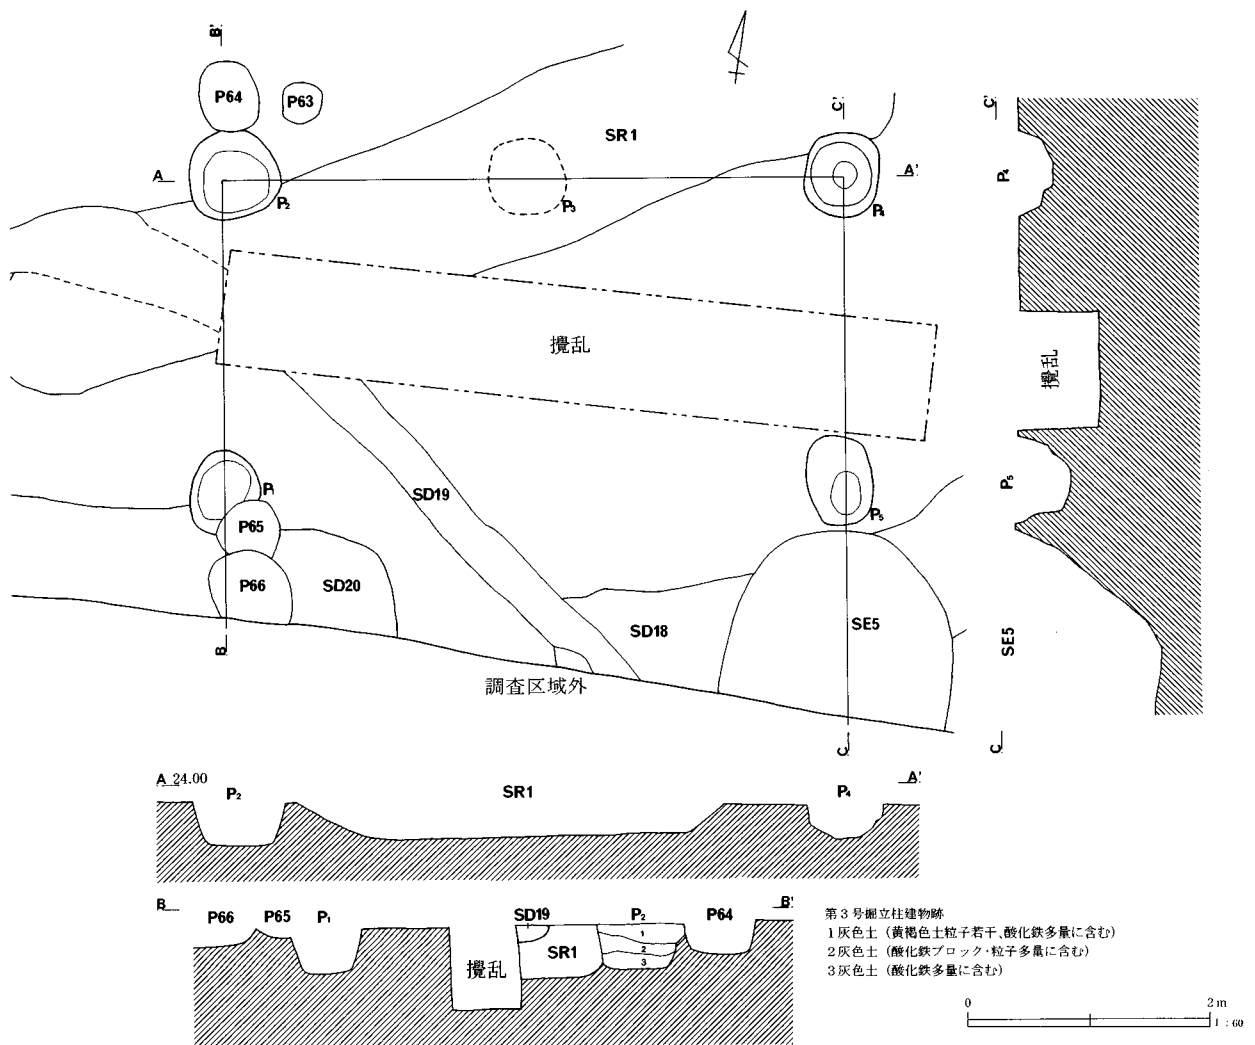 B'
P64
P63
C'
C'
SR1
A
A'
P₂
P₃
P₄
P₄
攪乱
攪乱
P₁
SD19
P₅
P₅
P65
P66
SD20
SD18
SE5
SE5
B
調査区域外
C
C
A 24.00
P₂
SR1
P₄
A'
B
P66
P65
P₁
SD19
P₂
P64
B'
1
2
3
SR1
攪乱
第3号掘立柱建物跡
1灰色土(黄褐色土粒子若干、酸化鉄多量に含む)
2灰色土(酸化鉄ブロック・粒子多量に含む)
3灰色土(酸化鉄多量に含む)
0 2m
1:60